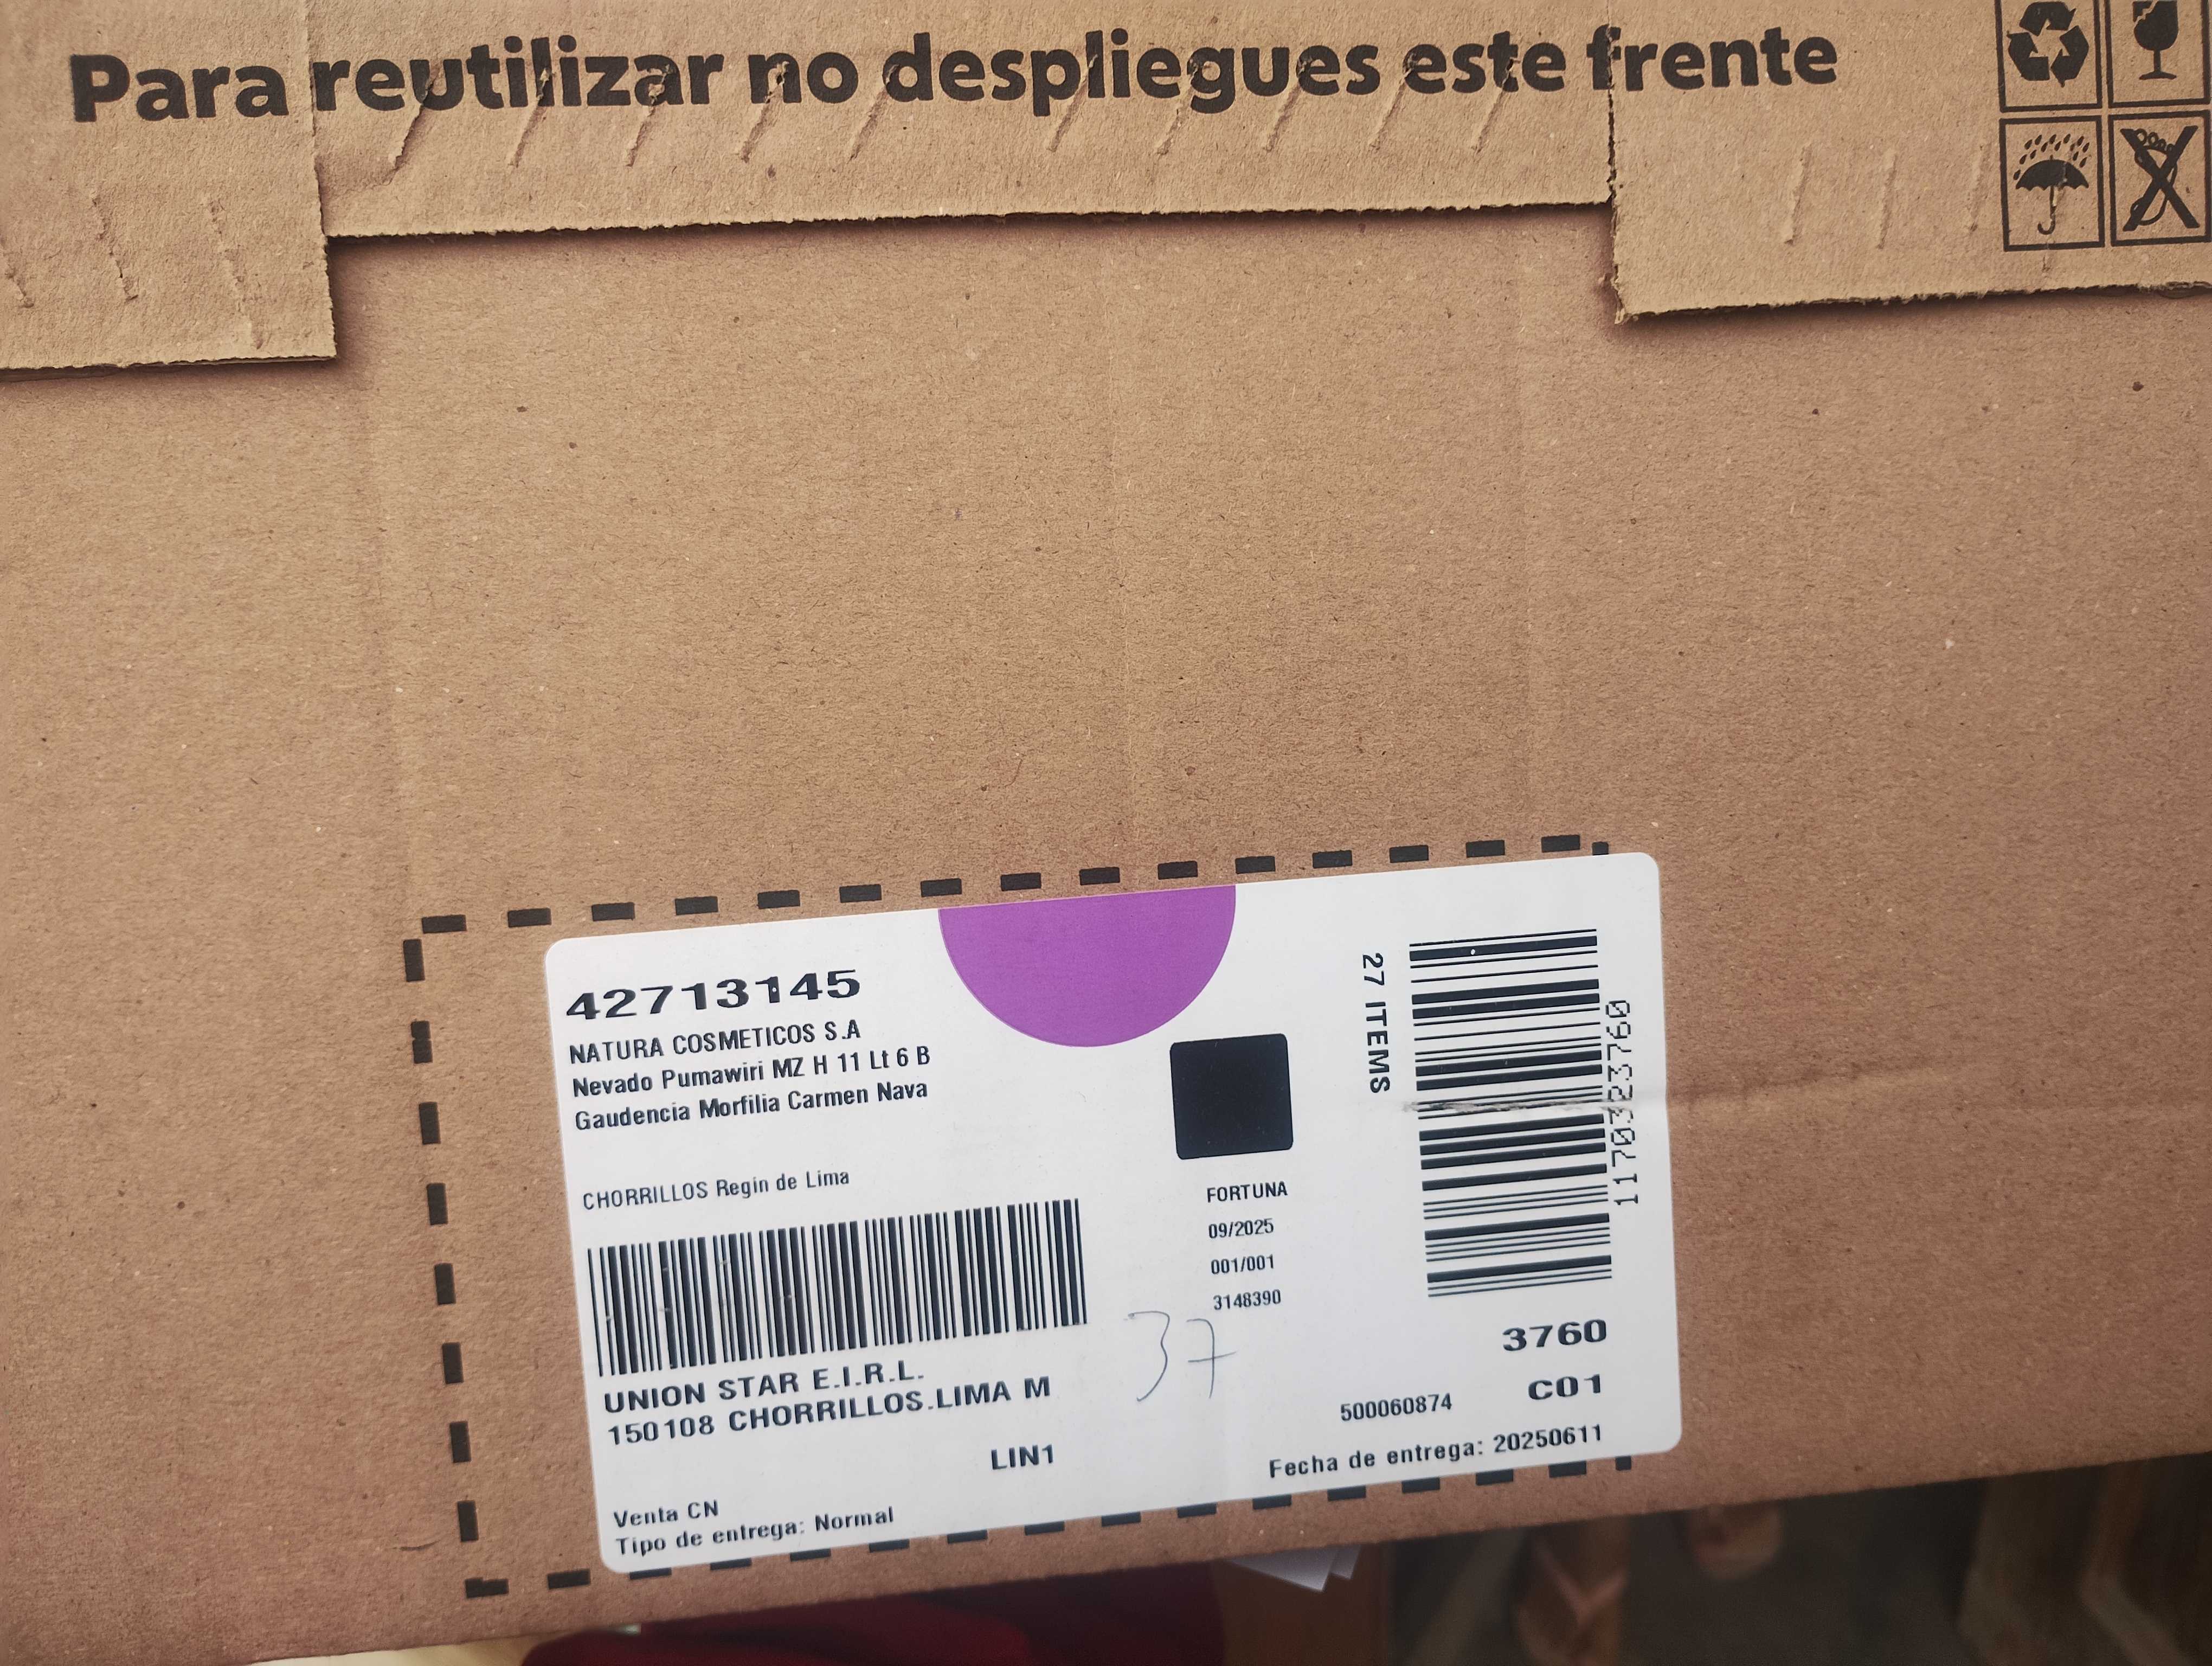 Para reutilizar no despliegues este frente
42713145
NATURA COSMETICOS S.A
Nevado Pumawiri MZ H 11 Lt 6 B
Gaudencia Morfilia Carmen Nava
CHORRILLOS Regin de Lima
UNION STAR E.I.R.L.
150108 CHORRILLOS.LIMA M
LIN1
Venta CN
Tipo de entrega: Normal
FORTUNA
09/2025
001/001
3148390
37
27 ITEMS
1170323760
3760
C01
500060874
Fecha de entrega: 20250611